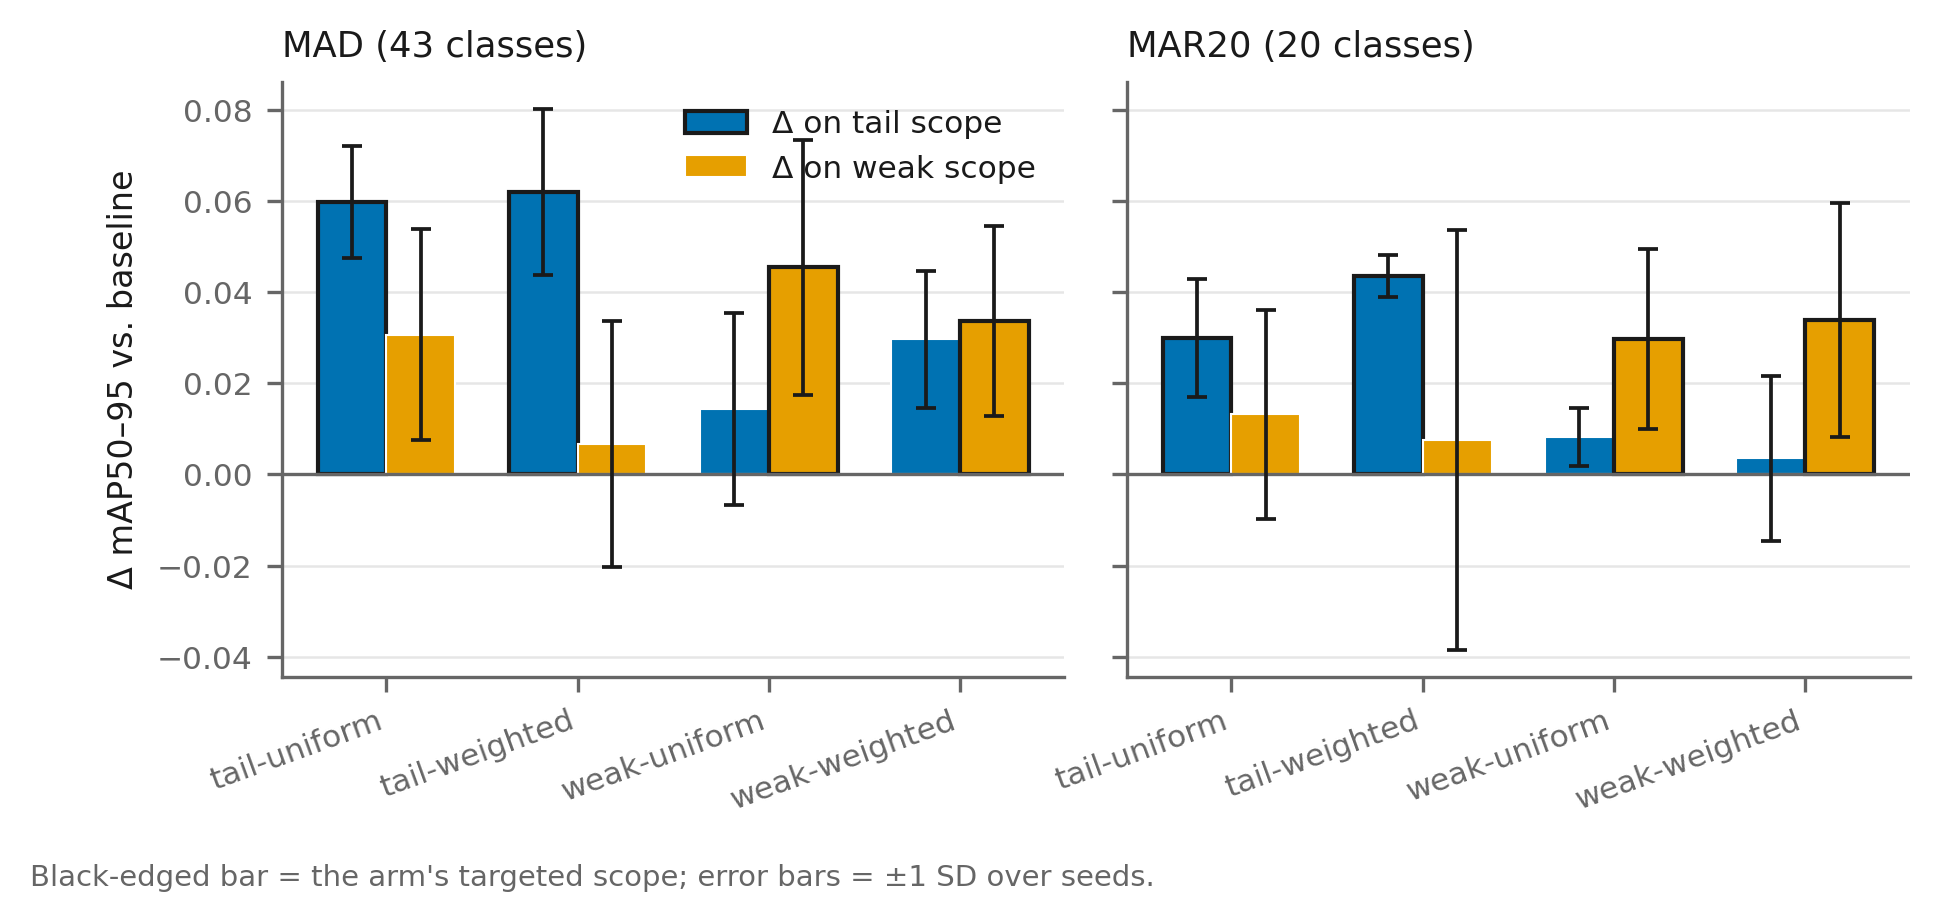 MAD (43 classes)
MAR20 (20 classes)
Δ mAP50–95 vs. baseline
0.08
0.06
0.04
0.02
0.00
−0.02
−0.04
Δ on tail scope
Δ on weak scope
tail-uniform
tail-weighted
weak-uniform
weak-weighted
tail-uniform
tail-weighted
weak-uniform
weak-weighted
Black-edged bar = the arm's targeted scope; error bars = ±1 SD over seeds.